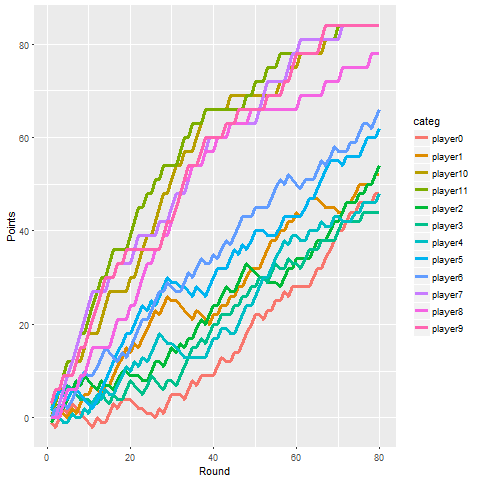 80
60
40
20
0
Points
0
20
40
60
80
Round
categ
player0
player1
player10
player11
player2
player3
player4
player5
player6
player7
player8
player9